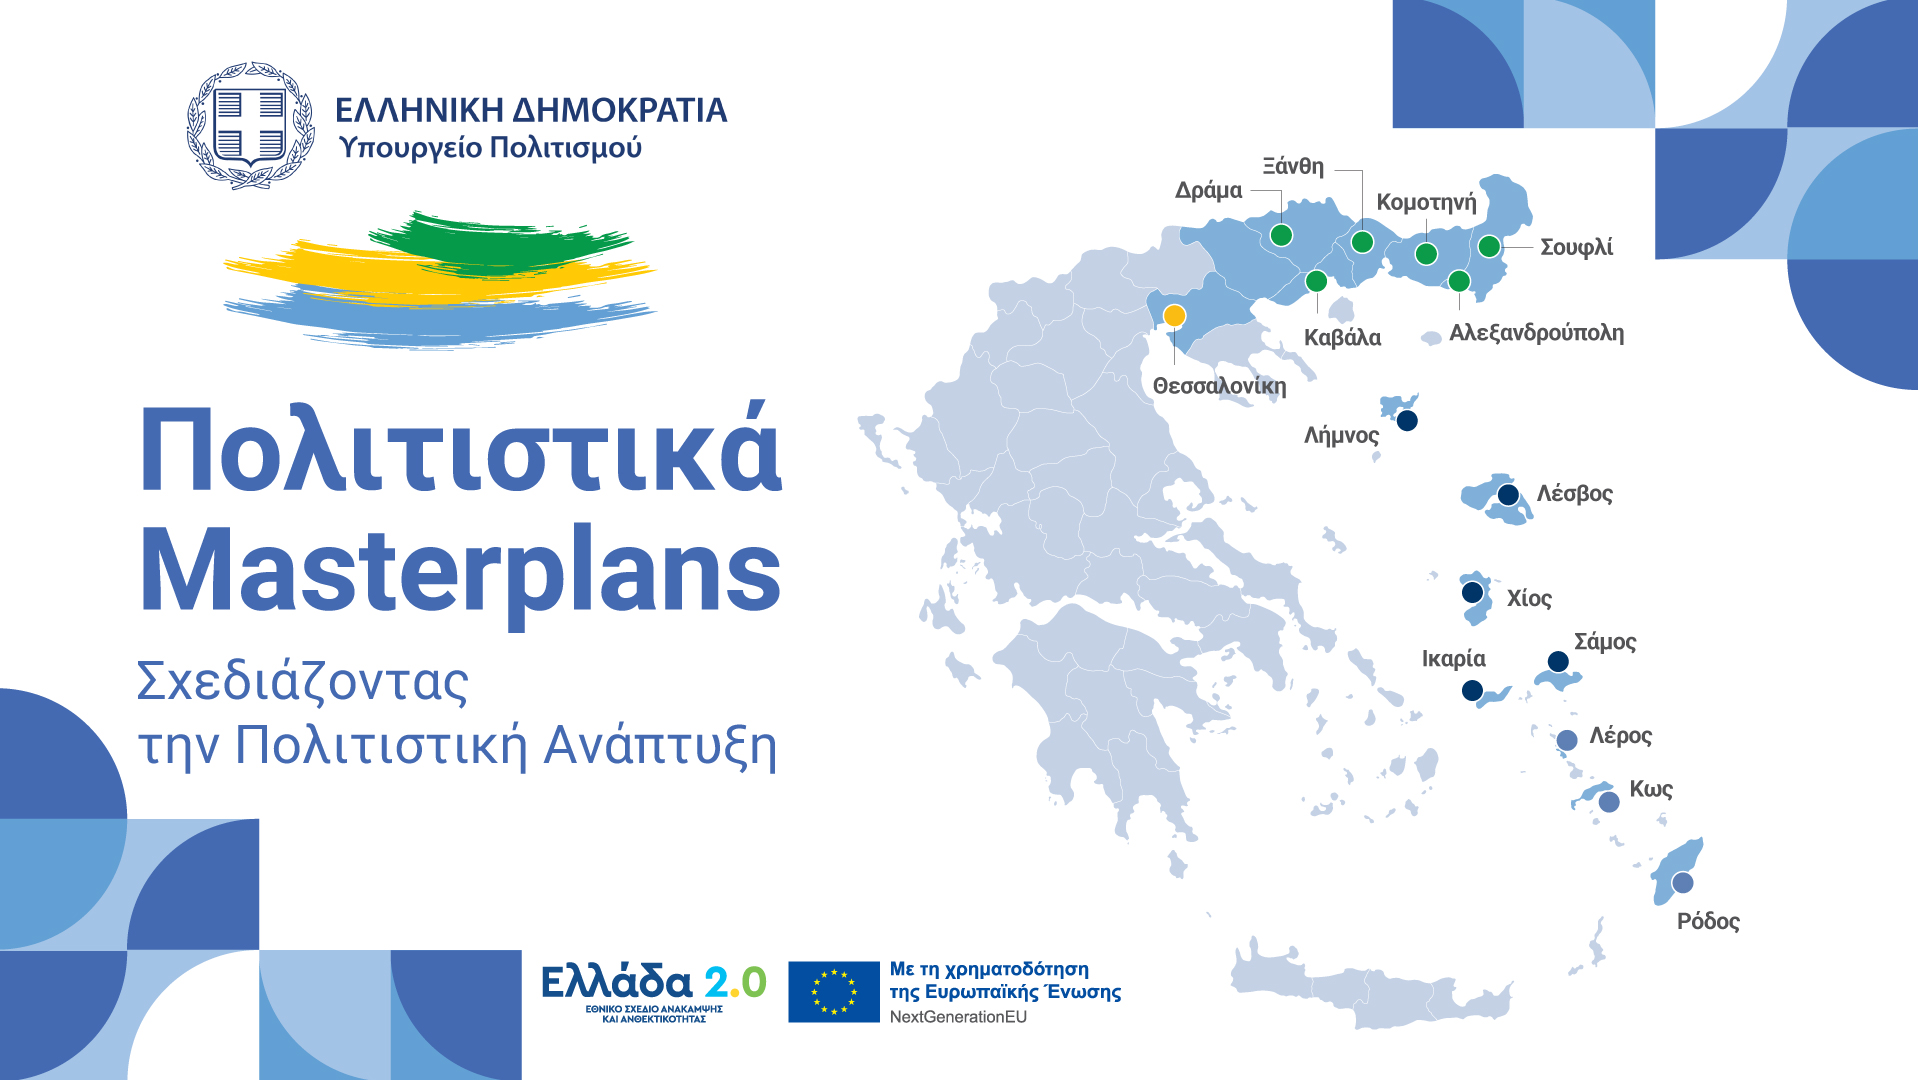 ΕΛΛΗΝΙΚΗ ΔΗΜΟΚΡΑΤΙΑ
Υπουργείο Πολιτισμού
Πολιτιστικά
Masterplans
Σχεδιάζοντας
την Πολιτιστική Ανάπτυξη
Ξάνθη
Δράμα
Κομοτηνή
Σουφλί
Καβάλα
Αλεξανδρούπολη
Θεσσαλονίκη
Λήμνος
Λέσβος
Χίος
Σάμος
Ικαρία
Λέρος
Κως
Ρόδος
Ελλάδα 2.0
ΕΘΝΙΚΟ ΣΧΕΔΙΟ ΑΝΑΚΑΜΨΗΣ
ΚΑΙ ΑΝΘΕΚΤΙΚΟΤΗΤΑΣ
Με τη χρηματοδότηση
της Ευρωπαϊκής Ένωσης
NextGenerationEU